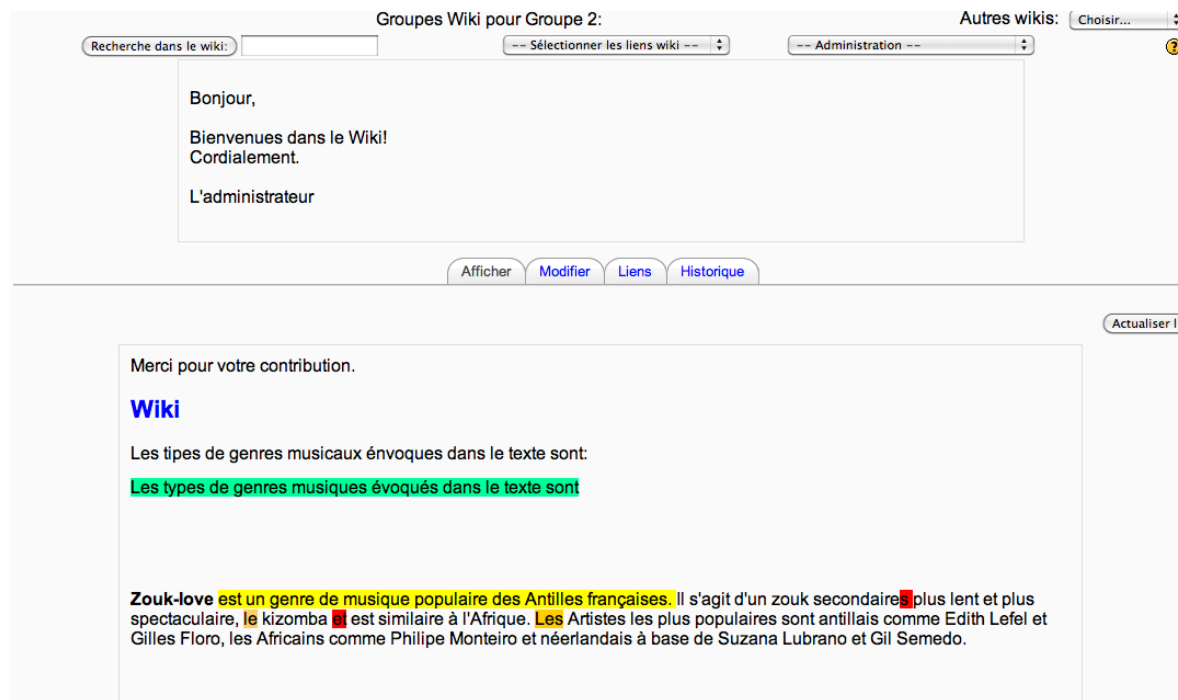 Groupes Wiki pour Groupe 2:
Autres wikis: Choisir...
Recherche dans le wiki:
-- Sélectionner les liens wiki --
-- Administration --
?
Bonjour,
Bienvenues dans le Wiki!
Cordialement.
L'administrateur
Afficher
Modifier
Liens
Historique
Actualiser l
Merci pour votre contribution.
Wiki
Les tipes de genres musicaux énvoques dans le texte sont:
Les types de genres musiques évoqués dans le texte sont
Zouk-love est un genre de musique populaire des Antilles françaises. Il s'agit d'un zouk secondaires plus lent et plus
spectaculaire, le kizomba et est similaire à l'Afrique. Les Artistes les plus populaires sont antillais comme Edith Lefel et
Gilles Floro, les Africains comme Philipe Monteiro et néerlandais à base de Suzana Lubrano et Gil Semedo.